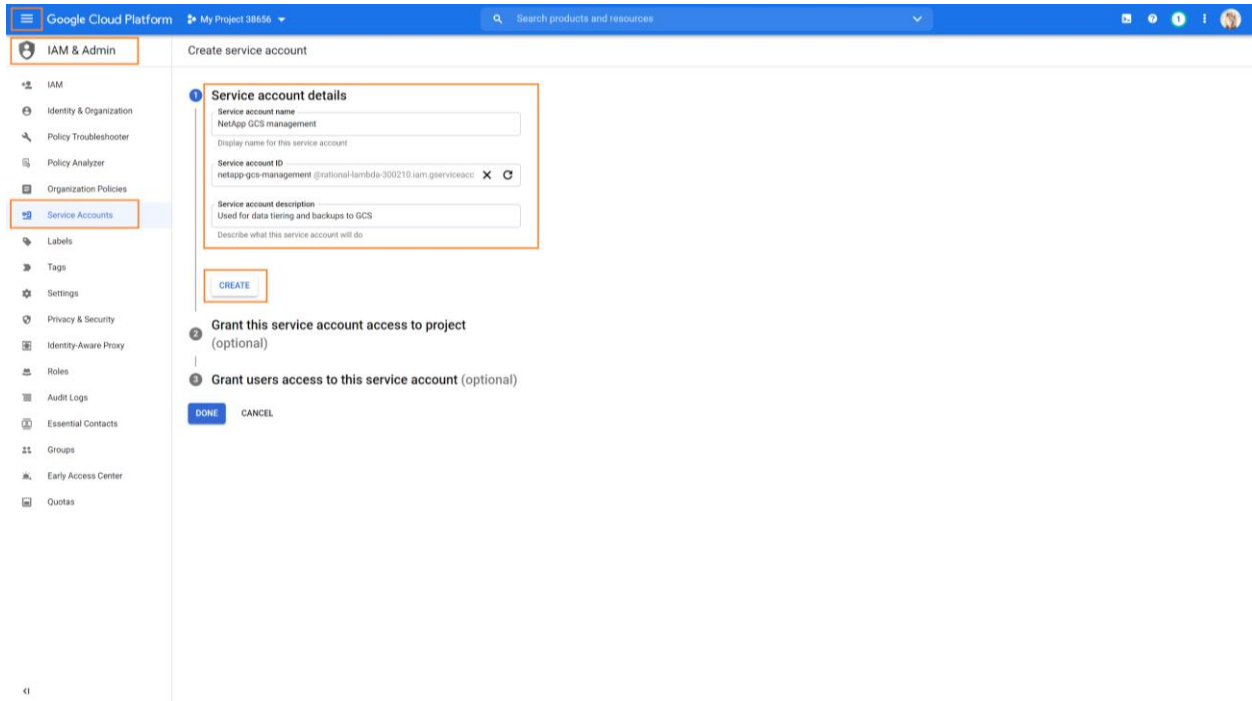 Google Cloud Platform
My Project 38656
Search products and resources
1
IAM & Admin
Create service account
IAM
Identity & Organization
Policy Troubleshooter
Policy Analyzer
Organization Policies
Service Accounts
Labels
Tags
Settings
Privacy & Security
Identity-Aware Proxy
Roles
Audit Logs
Essential Contacts
Groups
Early Access Center
Quotas
1 Service account details
Service account name
NetApp GCS management
Display name for this service account
Service account ID
netapp-gcs-management @rational-lambda-300210.iam.gserviceacc
Service account description
Used for data tiering and backups to GCS
Describe what this service account will do
CREATE
2 Grant this service account access to project
(optional)
3 Grant users access to this service account (optional)
DONE CANCEL